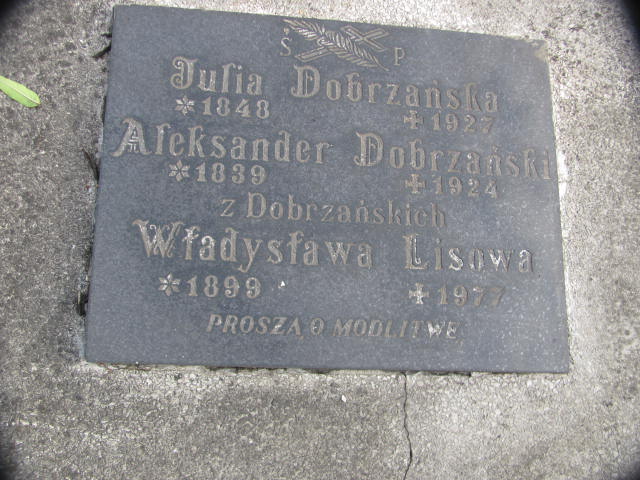 Ś P
Julia Dobrzańska
*1848 +1927
Aleksander Dobrzański
*1839 +1924
z Dobrzańskich
Władysława Lisowa
*1899 +1977
PROSZĄ O MODLITWĘ